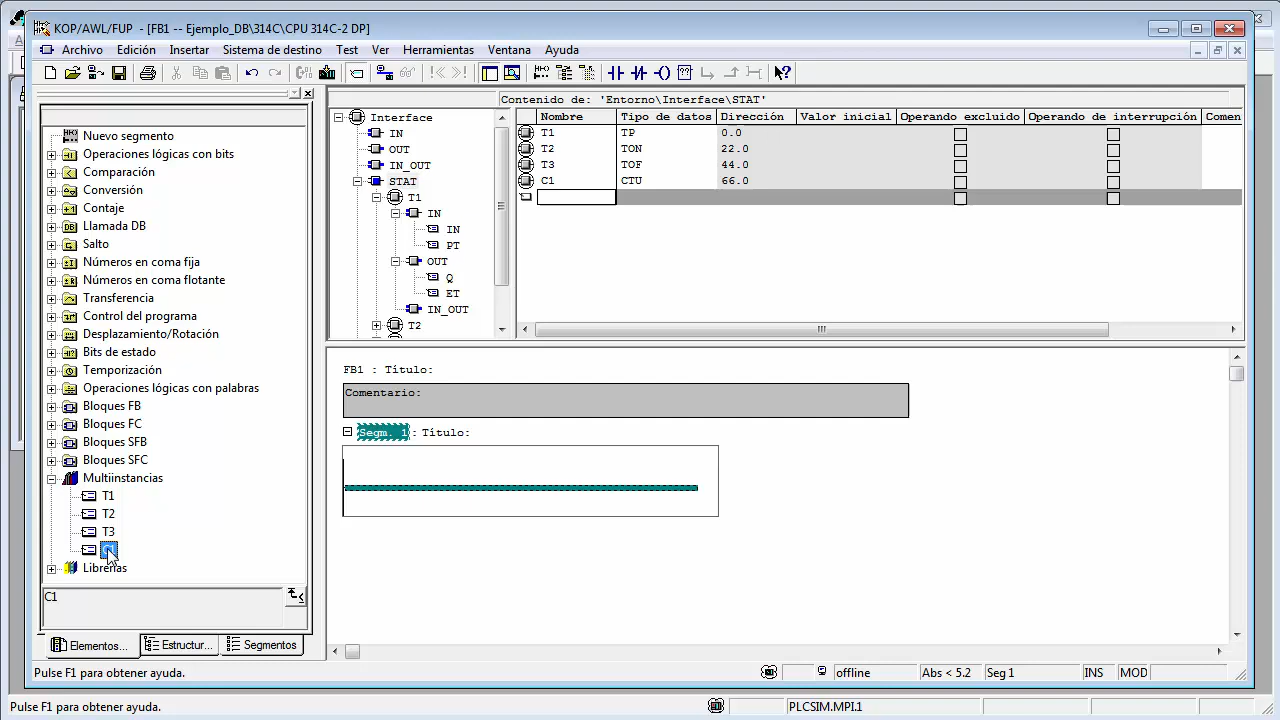 KOP/AWL/FUP - [FB1 -- Ejemplo_DB\314C\CPU 314C-2 DP]
Archivo Edición Insertar Sistema de destino Test Ver Herramientas Ventana Ayuda
Contenido de: 'Entorno\Interface\STAT'
Interface
IN
OUT
IN_OUT
STAT
T1
IN
IN
PT
OUT
Q
ET
IN_OUT
T2
Nombre Tipo de datos Dirección Valor inicial Operando excluido Operando de interrupción Comen
T1 TP 0.0
T2 TON 22.0
T3 TOF 44.0
C1 CTU 66.0
Nuevo segmento
Operaciones lógicas con bits
Comparación
Conversión
Contaje
Llamada DB
Salto
Números en coma fija
Números en coma flotante
Transferencia
Control del programa
Desplazamiento/Rotación
Bits de estado
Temporización
Operaciones lógicas con palabras
Bloques FB
Bloques FC
Bloques SFB
Bloques SFC
Multiinstancias
T1
T2
T3
Librerías
C1
Elementos... Estructur... Segmentos
FB1 : Título:
Comentario:
Segm. 1 : Título:
Pulse F1 para obtener ayuda. offline Abs < 5.2 Seg 1 INS MOD
Pulse F1 para obtener ayuda. PLCSIM.MPI.1